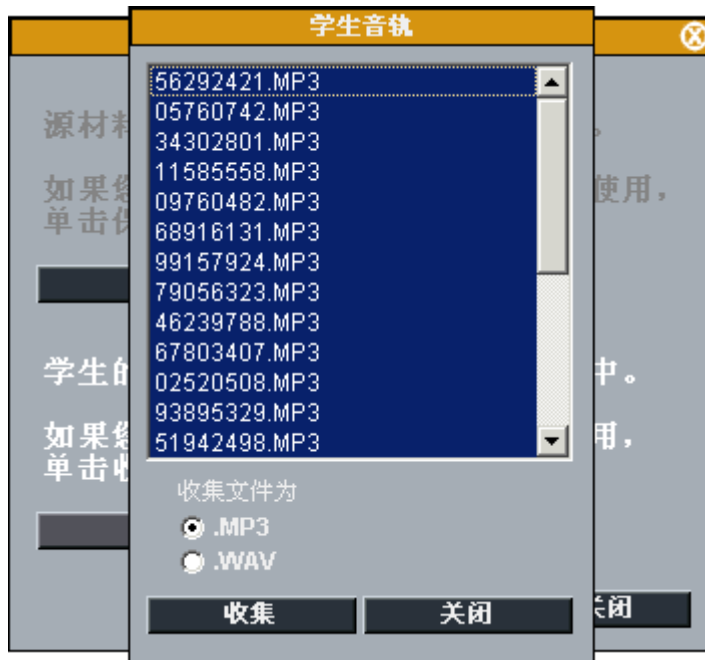 学生音轨
56292421.MP3
05760742.MP3
34302801.MP3
11585558.MP3
09760482.MP3
68916131.MP3
99157924.MP3
79056323.MP3
46239788.MP3
67803407.MP3
02520508.MP3
93895329.MP3
51942498.MP3
收集文件为
.MP3
.WAV
收集
关闭
源材料
。
如果您
使用，
单击保
学生的
中。
如果您
用，
单击收
关闭